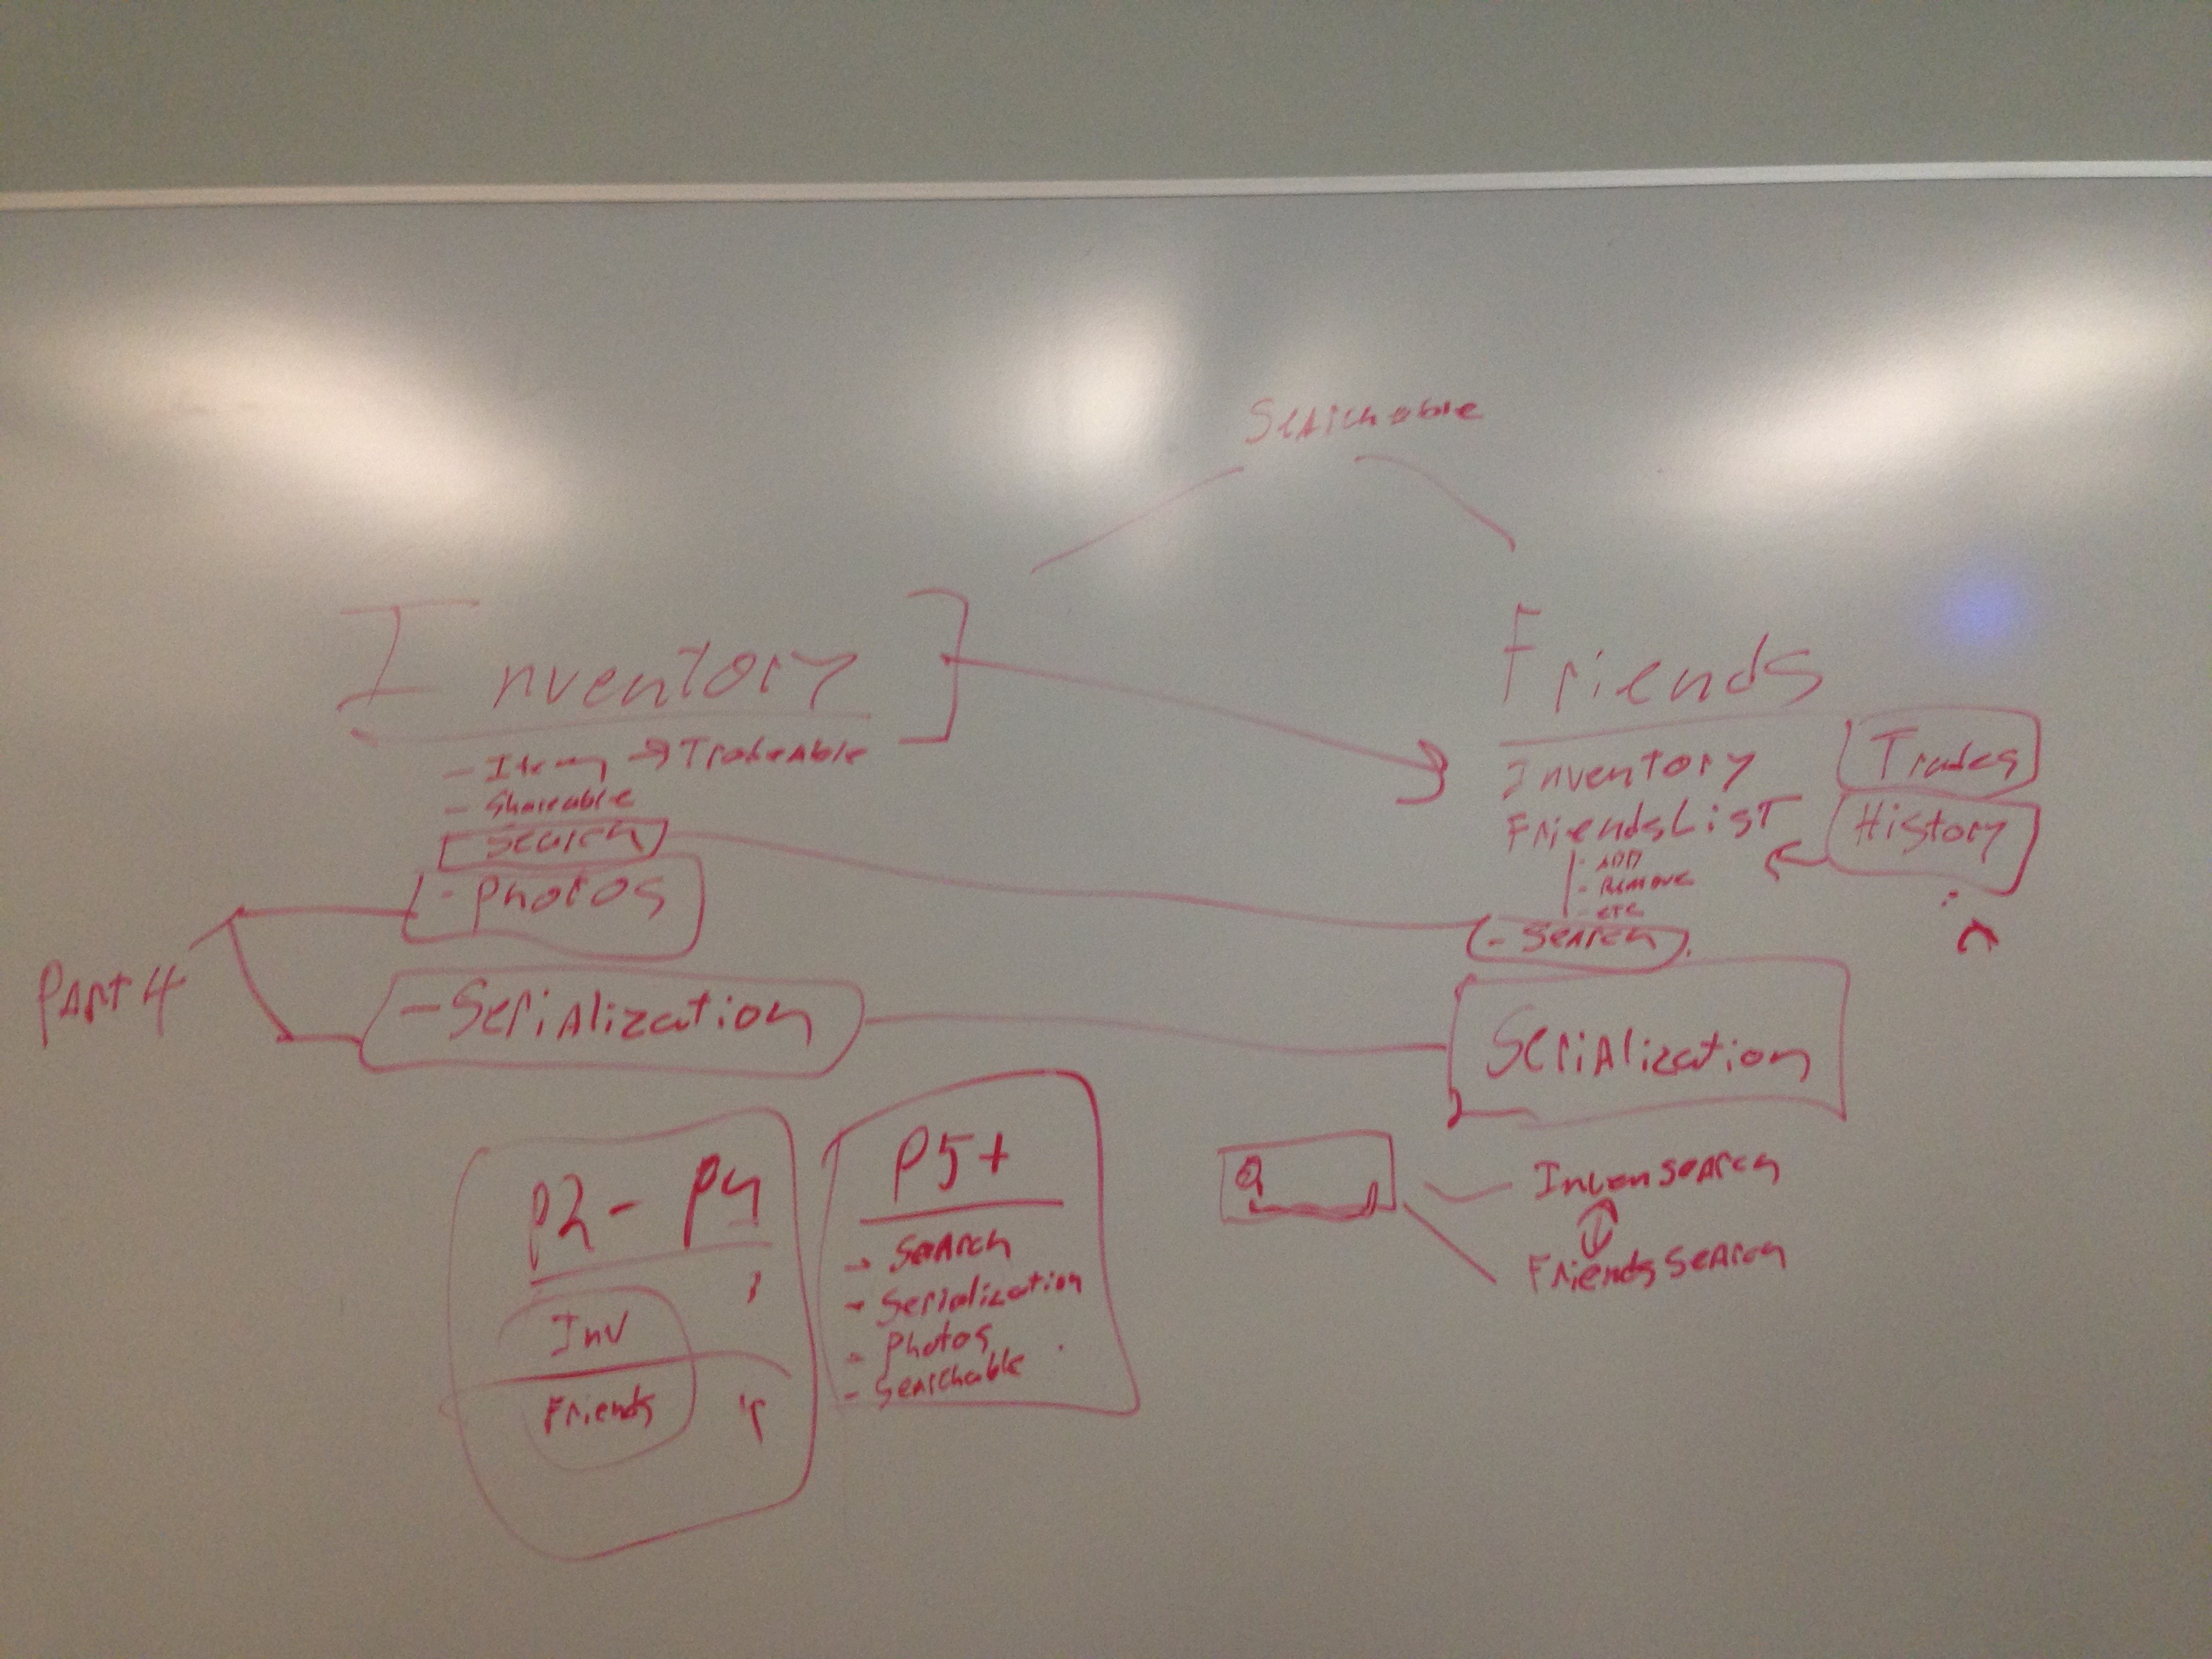 Searchable
Inventory
- Item → Tradeable
- Shareable
Search
- Photos
- Serialization
Part 4
Friends
Inventory
FriendsList
- ADD
- Remove
- etc
- Search
Trades
History
Serialization
P2 - P4
Inv
Friends
P5+
- Search
- Serialization
- Photos
- Searchable
InvenSearch
FriendsSearch